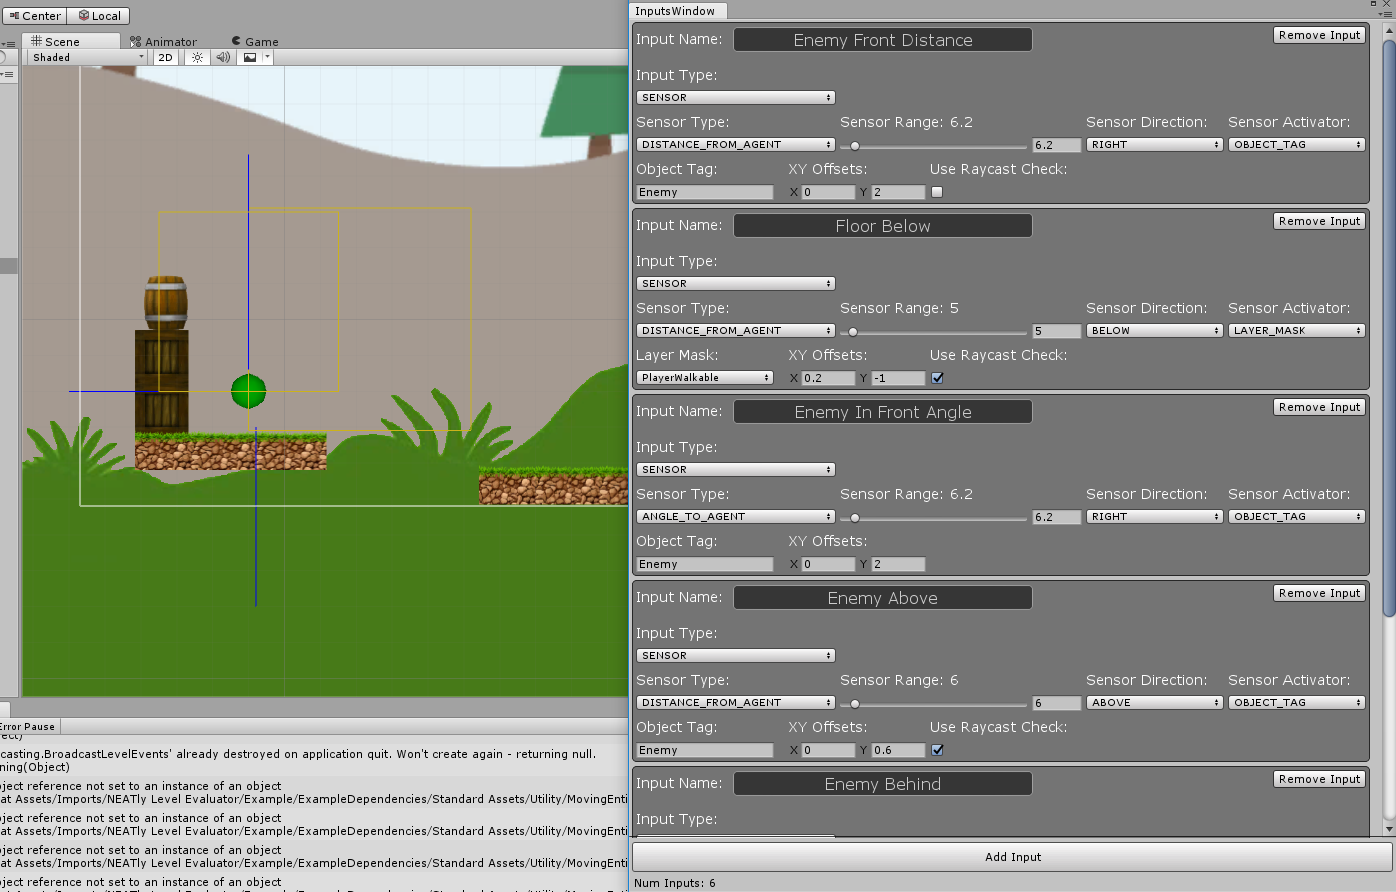 Center Local
Scene Animator Game
Shaded 2D
InputsWindow
Input Name: Enemy Front Distance Remove Input
Input Type:
SENSOR
Sensor Type: Sensor Range: 6.2 Sensor Direction: Sensor Activator:
DISTANCE_FROM_AGENT 6.2 RIGHT OBJECT_TAG
Object Tag: XY Offsets: Use Raycast Check:
Enemy X 0 Y 2
Input Name: Floor Below Remove Input
Input Type:
SENSOR
Sensor Type: Sensor Range: 5 Sensor Direction: Sensor Activator:
DISTANCE_FROM_AGENT 5 BELOW LAYER_MASK
Layer Mask: XY Offsets: Use Raycast Check:
PlayerWalkable X 0.2 Y -1
Input Name: Enemy In Front Angle Remove Input
Input Type:
SENSOR
Sensor Type: Sensor Range: 6.2 Sensor Direction: Sensor Activator:
ANGLE_TO_AGENT 6.2 RIGHT OBJECT_TAG
Object Tag: XY Offsets:
Enemy X 0 Y 2
Input Name: Enemy Above Remove Input
Input Type:
SENSOR
Sensor Type: Sensor Range: 6 Sensor Direction: Sensor Activator:
DISTANCE_FROM_AGENT 6 ABOVE OBJECT_TAG
Object Tag: XY Offsets: Use Raycast Check:
Enemy X 0 Y 0.6
Input Name: Enemy Behind Remove Input
Input Type:
Add Input
Num Inputs: 6
Error Pause
ect)
casting.BroadcastLevelEvents' already destroyed on application quit. Won't create again - returning null.
ning(Object)
ject reference not set to an instance of an object
at Assets/Imports/NEATly Level Evaluator/Example/ExampleDependencies/Standard Assets/Utility/MovingEnti
ject reference not set to an instance of an object
at Assets/Imports/NEATly Level Evaluator/Example/ExampleDependencies/Standard Assets/Utility/MovingEnti
ject reference not set to an instance of an object
at Assets/Imports/NEATly Level Evaluator/Example/ExampleDependencies/Standard Assets/Utility/MovingEnti
ject reference not set to an instance of an object